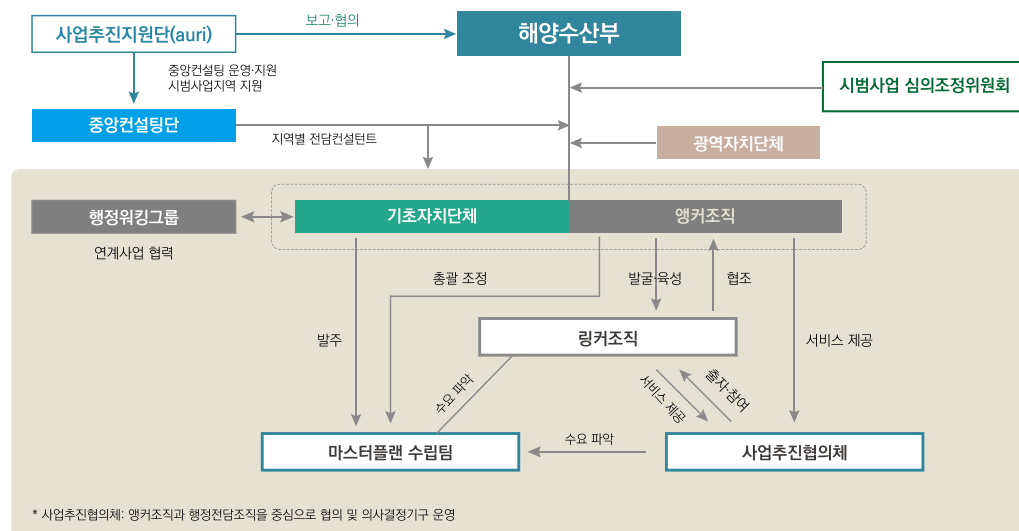 보고·협의
사업추진지원단(auri)
해양수산부
중앙컨설팅 운영·지원
시범사업지역 지원
시범사업 심의조정위원회
중앙컨설팅단
지역별 전담컨설턴트
광역자치단체
행정워킹그룹
기초자치단체
앵커조직
연계사업 협력
총괄 조정
발굴·육성
협조
발주
링커조직
서비스 제공
수요 파악
서비스 제공
출자·참여
마스터플랜 수립팀
수요 파악
사업추진협의체
* 사업추진협의체: 앵커조직과 행정전담조직을 중심으로 협의 및 의사결정기구 운영